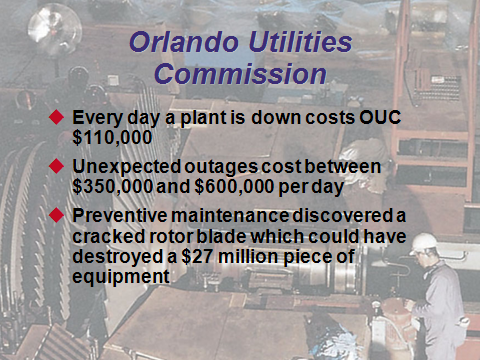 Orlando Utilities
Commission
Every day a plant is down costs OUC
$110,000
Unexpected outages cost between
$350,000 and $600,000 per day
Preventive maintenance discovered a
cracked rotor blade which could have
destroyed a $27 million piece of
equipment